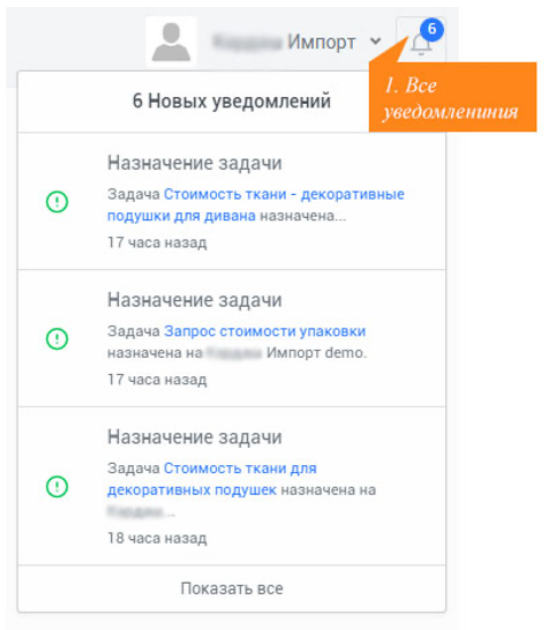 Импорт
6
1. Все
уведомлениния
6 Новых уведомлений
Назначение задачи
Задача Стоимость ткани - декоративные
подушки для дивана назначена...
17 часа назад
Назначение задачи
Задача Запрос стоимости упаковки
назначена на Импорт demo.
17 часа назад
Назначение задачи
Задача Стоимость ткани для
декоративных подушек назначена на
...
18 часа назад
Показать все